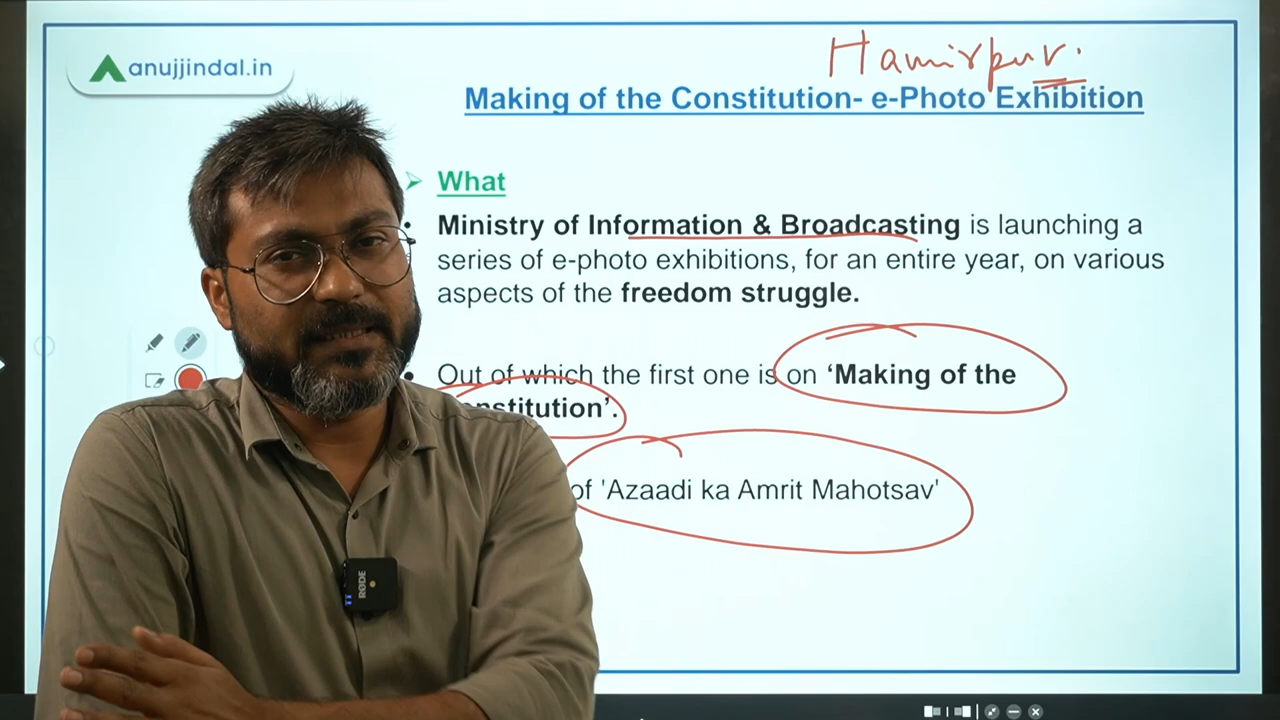 Hamirpur.
anujjindal.in
Making of the Constitution- e-Photo Exhibition
What
Ministry of Information & Broadcasting is launching a
series of e-photo exhibitions, for an entire year, on various
aspects of the freedom struggle.
Out of which the first one is on ‘Making of the
nstitution’.
of 'Azaadi ka Amrit Mahotsav'
RØDE